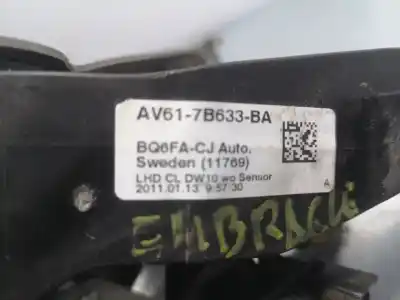 AV61-7B633-BA
BQ6FA-CJ Auto.
Sweden (11769)
LHD CL DW10 wo Sensor
2011.01.13 9:57:30
A
EMBRAGUE